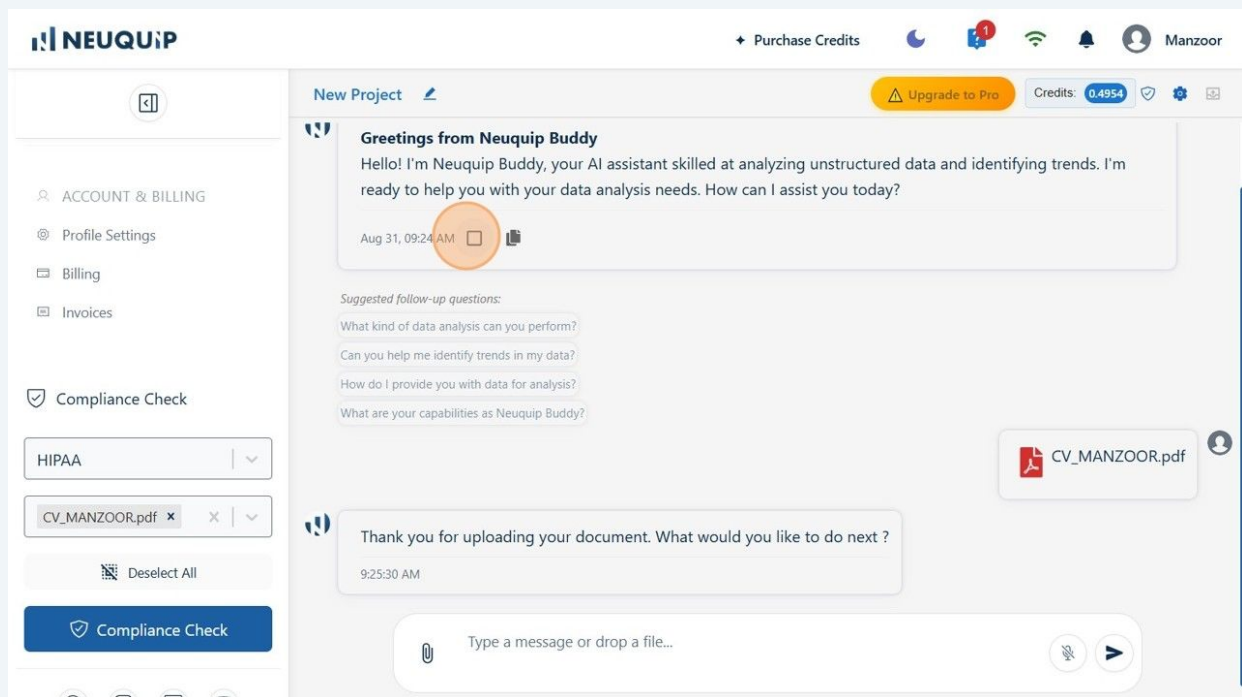 NEUQUIP
Purchase Credits
1
Manzoor
New Project
Upgrade to Pro
Credits: 0.4954
ACCOUNT & BILLING
Profile Settings
Billing
Invoices
Compliance Check
HIPAA
CV_MANZOOR.pdf
Deselect All
Compliance Check
Greetings from Neuquip Buddy
Hello! I'm Neuquip Buddy, your AI assistant skilled at analyzing unstructured data and identifying trends. I'm
ready to help you with your data analysis needs. How can I assist you today?
Aug 31, 09:24 AM
Suggested follow-up questions:
What kind of data analysis can you perform?
Can you help me identify trends in my data?
How do I provide you with data for analysis?
What are your capabilities as Neuquip Buddy?
CV_MANZOOR.pdf
Thank you for uploading your document. What would you like to do next ?
9:25:30 AM
Type a message or drop a file...